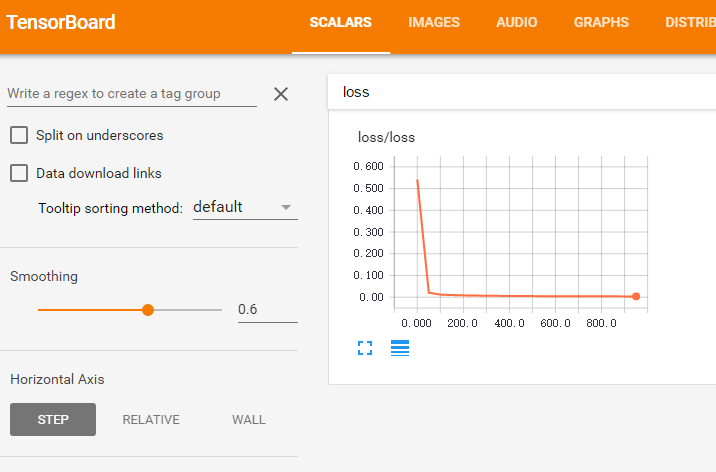 TensorBoard
SCALARS IMAGES AUDIO GRAPHS DISTRIB
Write a regex to create a tag group
Split on underscores
Data download links
Tooltip sorting method: default
Smoothing
0.6
Horizontal Axis
STEP RELATIVE WALL
loss
loss/loss
0.600
0.500
0.400
0.300
0.200
0.100
0.00
0.000 200.0 400.0 600.0 800.0